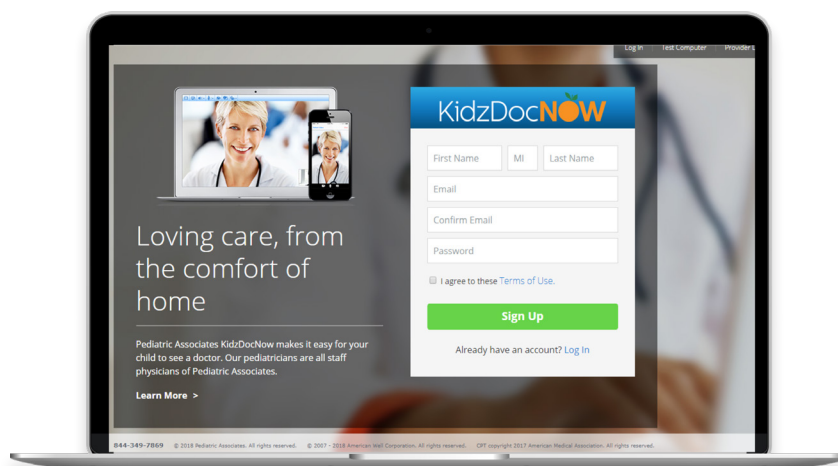 Log In Test Computer Provider
KidzDocNOW
First Name MI Last Name
Email
Confirm Email
Password
I agree to these Terms of Use.
Sign Up
Already have an account? Log In
Loving care, from
the comfort of
home
Pediatric Associates KidzDocNow makes it easy for your
child to see a doctor. Our pediatricians are all staff
physicians of Pediatric Associates.
Learn More >
844-349-7869 © 2018 Pediatric Associates. All rights reserved. © 2007 - 2018 American Well Corporation. All rights reserved. CPT copyright 2017 American Medical Association. All rights reserved.